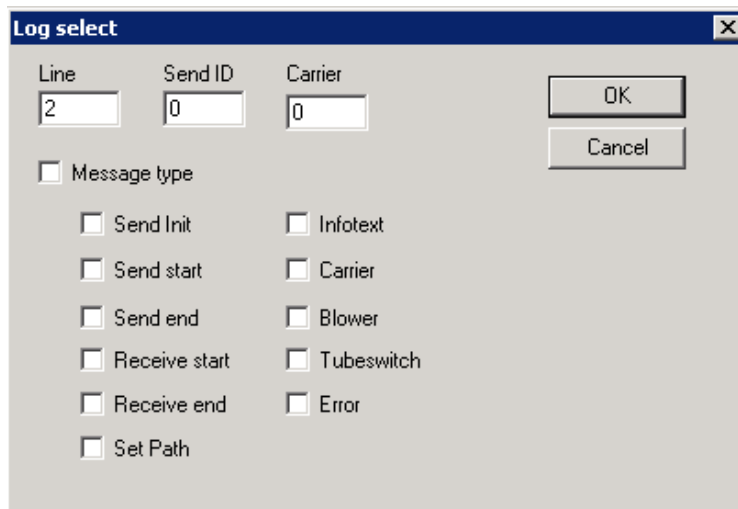 Log select
Line Send ID Carrier
2 0 0
OK
Cancel
Message type
Send Init Infotext
Send start Carrier
Send end Blower
Receive start Tubeswitch
Receive end Error
Set Path